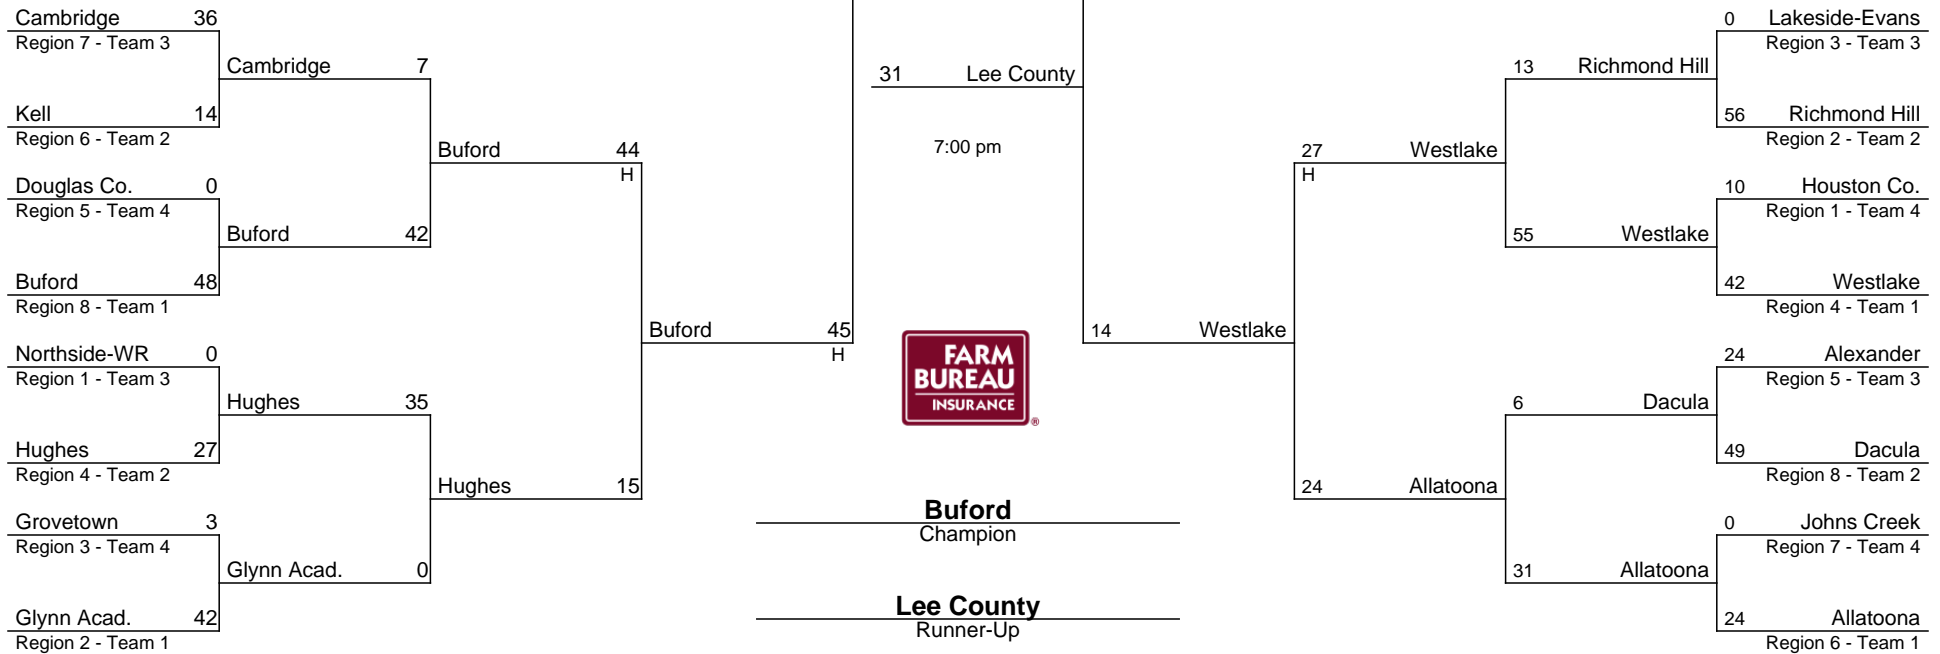 Cambridge 36
Region 7 - Team 3
Cambridge 7
Kell 14
Region 6 - Team 2
Buford 44
H
Douglas Co. 0
Region 5 - Team 4
Buford 42
Buford 48
Region 8 - Team 1
Buford 45
H
Northside-WR 0
Region 1 - Team 3
Hughes 35
Hughes 27
Region 4 - Team 2
Hughes 15
Grovetown 3
Region 3 - Team 4
Glynn Acad. 0
Glynn Acad. 42
Region 2 - Team 1
31 Lee County
7:00 pm
FARM
BUREAU
INSURANCE
®
Buford
Champion
Lee County
Runner-Up
0 Lakeside-Evans
Region 3 - Team 3
13 Richmond Hill
56 Richmond Hill
Region 2 - Team 2
27 Westlake
H
10 Houston Co.
Region 1 - Team 4
55 Westlake
42 Westlake
Region 4 - Team 1
14 Westlake
24 Alexander
Region 5 - Team 3
6 Dacula
49 Dacula
Region 8 - Team 2
24 Allatoona
0 Johns Creek
Region 7 - Team 4
31 Allatoona
24 Allatoona
Region 6 - Team 1